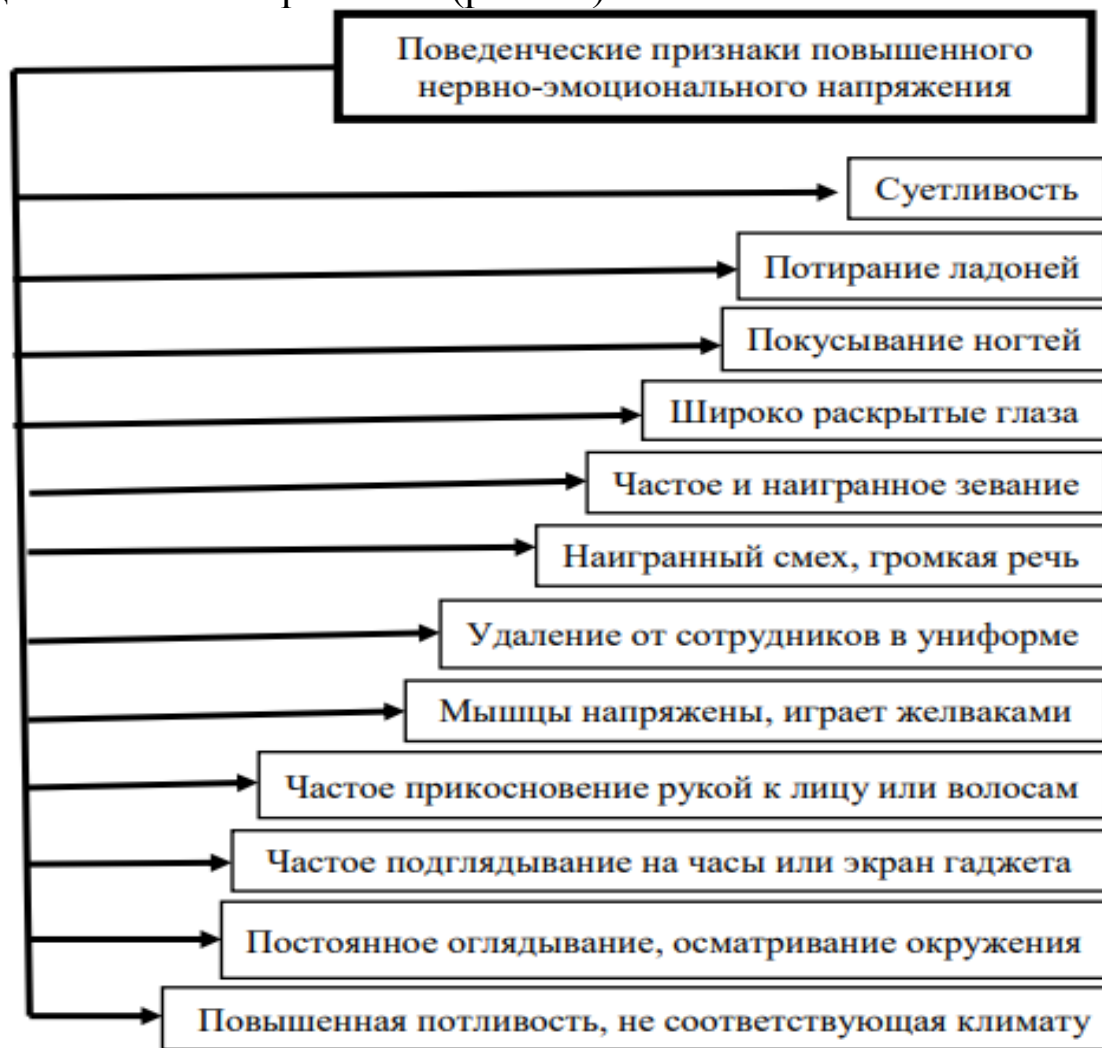 Поведенческие признаки повышенного
нервно-эмоционального напряжения
Суетливость
Потирание ладоней
Покусывание ногтей
Широко раскрытые глаза
Частое и наигранное зевание
Наигранный смех, громкая речь
Удаление от сотрудников в униформе
Мышцы напряжены, играет желваками
Частое прикосновение рукой к лицу или волосам
Частое подглядывание на часы или экран гаджета
Постоянное оглядывание, осматривание окружения
Повышенная потливость, не соответствующая климату